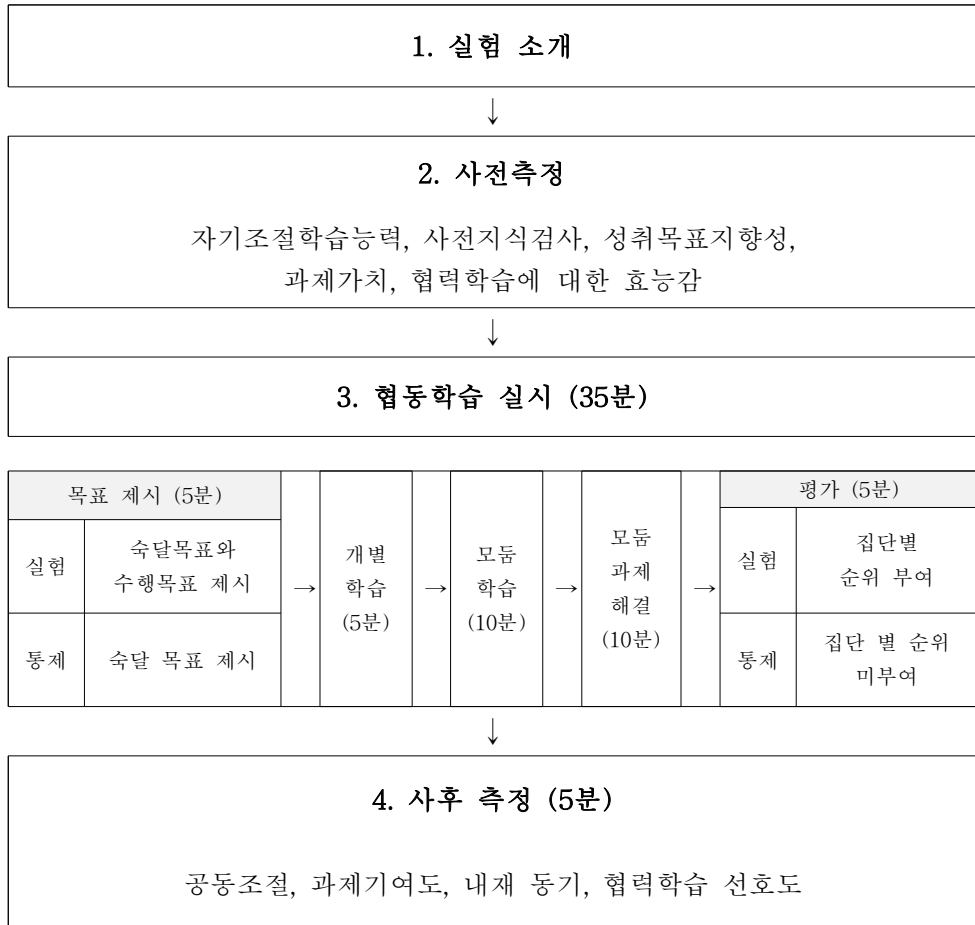 1. 실험 소개
↓
2. 사전측정
자기조절학습능력, 사전지식검사, 성취목표지향성,
과제가치, 협력학습에 대한 효능감
↓
3. 협동학습 실시 (35분)
목표 제시 (5분)
실험
숙달목표와
수행목표 제시
통제
숙달 목표 제시
→
개별
학습
(5분)
→
모둠
학습
(10분)
→
모둠
과제
해결
(10분)
→
평가 (5분)
실험
집단별
순위 부여
통제
집단 별 순위
미부여
↓
4. 사후 측정 (5분)
공동조절, 과제기여도, 내재 동기, 협력학습 선호도